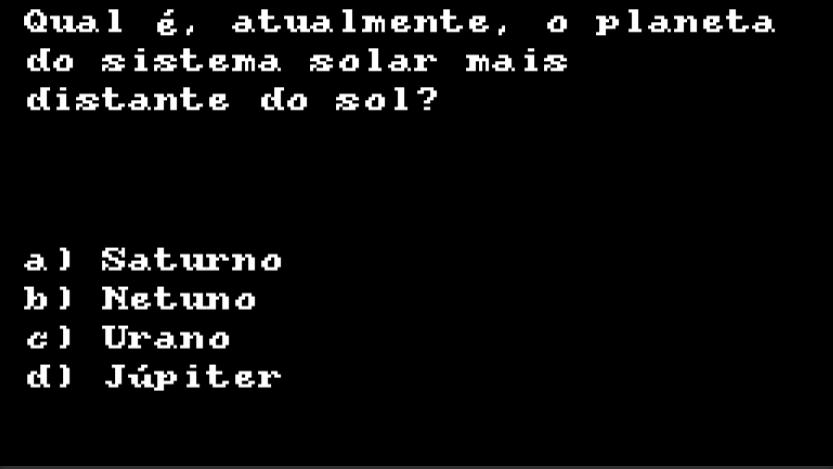 Qual é, atualmente, o planeta
do sistema solar mais
distante do sol?
a) Saturno
b) Netuno
c) Urano
d) Júpiter